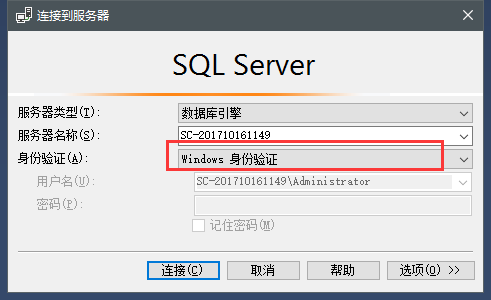 连接到服务器
SQL Server
服务器类型(T): 数据库引擎
服务器名称(S): SC-201710161149
身份验证(A): Windows 身份验证
用户名(U): SC-201710161149\Administrator
密码(P):
记住密码(M)
连接(C) 取消 帮助 选项(O) >>